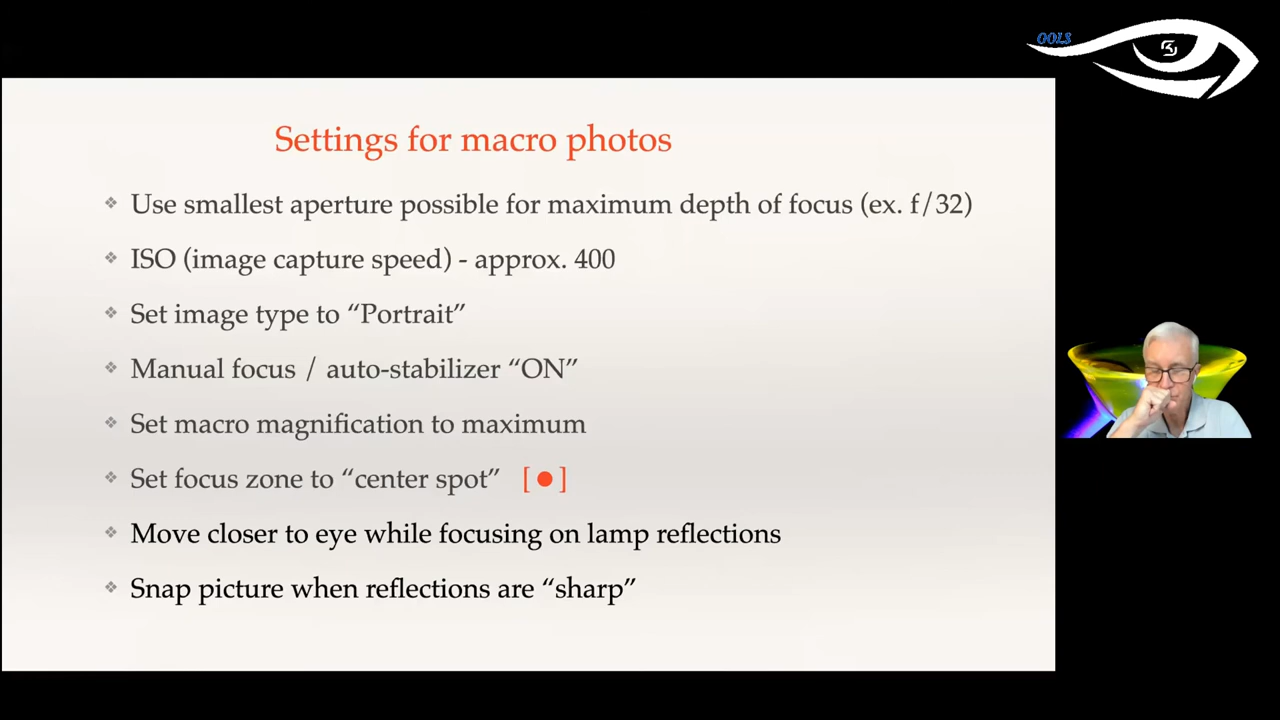 OOLS
Settings for macro photos
Use smallest aperture possible for maximum depth of focus (ex. f/32)
ISO (image capture speed) - approx. 400
Set image type to “Portrait”
Manual focus / auto-stabilizer “ON”
Set macro magnification to maximum
Set focus zone to “center spot” [●]
Move closer to eye while focusing on lamp reflections
Snap picture when reflections are “sharp”